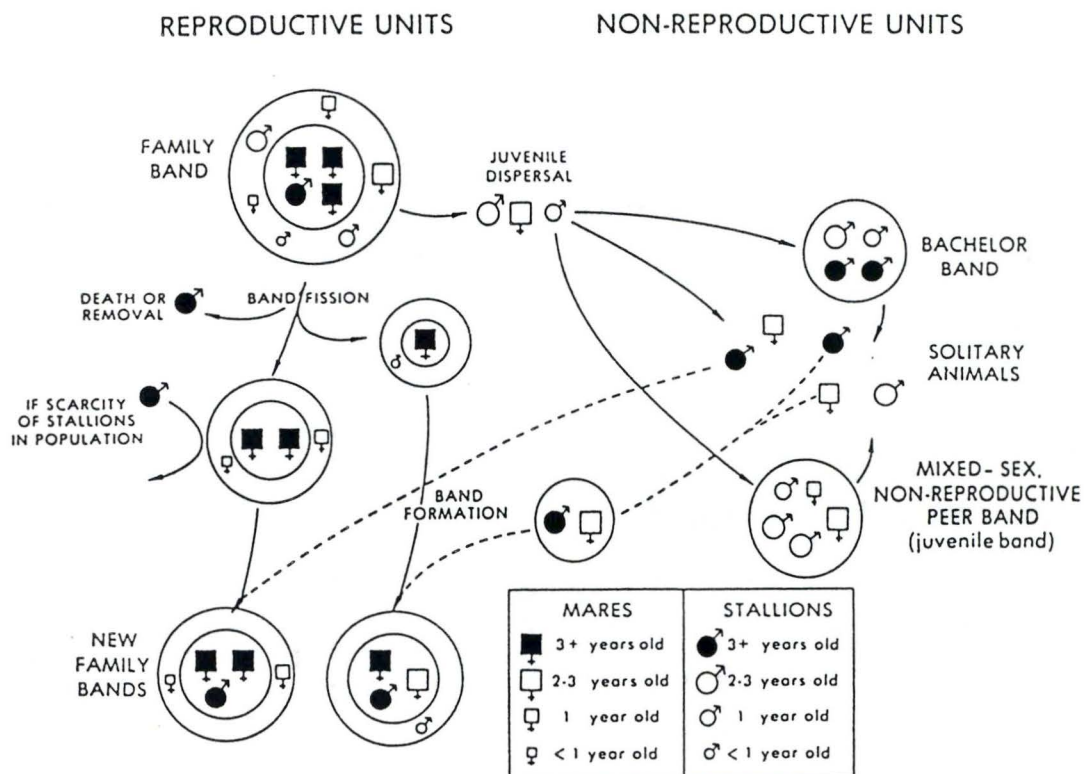 REPRODUCTIVE UNITS
NON-REPRODUCTIVE UNITS
FAMILY
BAND
JUVENILE
DISPERSAL
BACHELOR
BAND
DEATH OR
REMOVAL
BAND FISSION
SOLITARY
ANIMALS
IF SCARCITY
OF STALLIONS
IN POPULATION
MIXED-SEX,
NON-REPRODUCTIVE
PEER BAND
(juvenile band)
BAND
FORMATION
NEW
FAMILY
BANDS
MARES
3+ years old
2-3 years old
1 year old
<1 year old
STALLIONS
3+ years old
2-3 years old
1 year old
<1 year old